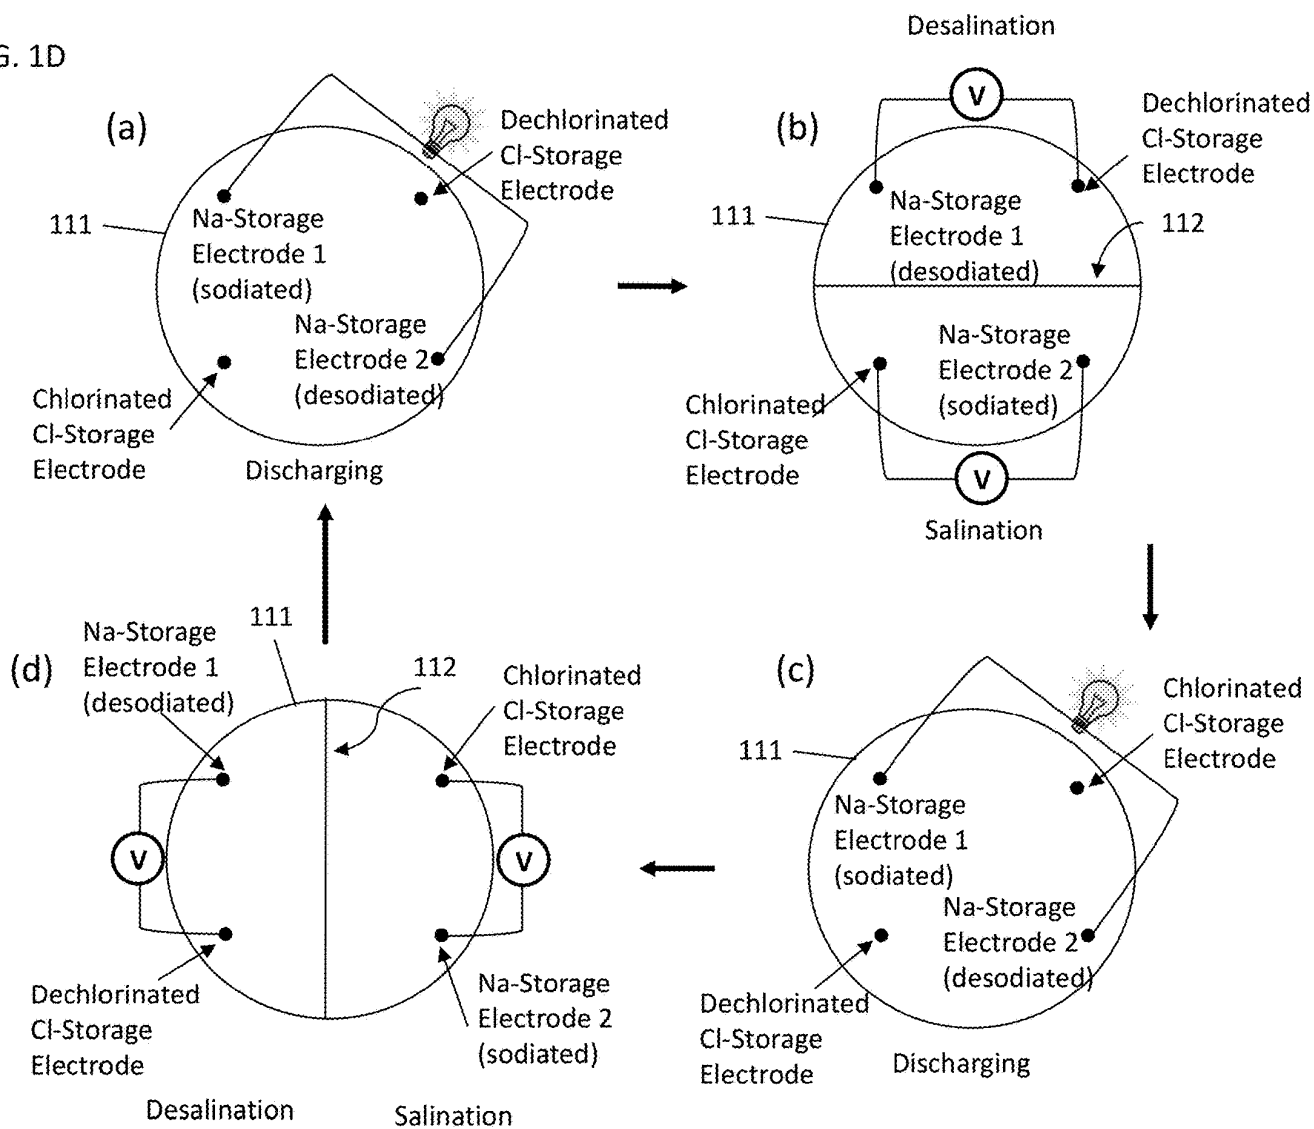 G. 1D
(a)
111
Na-Storage
Electrode 1
(sodiated)
Na-Storage
Electrode 2
(desodiated)
Dechlorinated
Cl-Storage
Electrode
Chlorinated
Cl-Storage
Electrode
Discharging
Desalination
(b)
V
111
Na-Storage
Electrode 1
(desodiated)
Dechlorinated
Cl-Storage
Electrode
112
Na-Storage
Electrode 2
(sodiated)
Chlorinated
Cl-Storage
Electrode
V
Salination
(c)
111
Na-Storage
Electrode 1
(sodiated)
Chlorinated
Cl-Storage
Electrode
Na-Storage
Electrode 2
(desodiated)
Dechlorinated
Cl-Storage
Electrode
Discharging
(d)
Na-Storage
Electrode 1
(desodiated)
111
112
Chlorinated
Cl-Storage
Electrode
V
V
Dechlorinated
Cl-Storage
Electrode
Na-Storage
Electrode 2
(sodiated)
Desalination
Salination